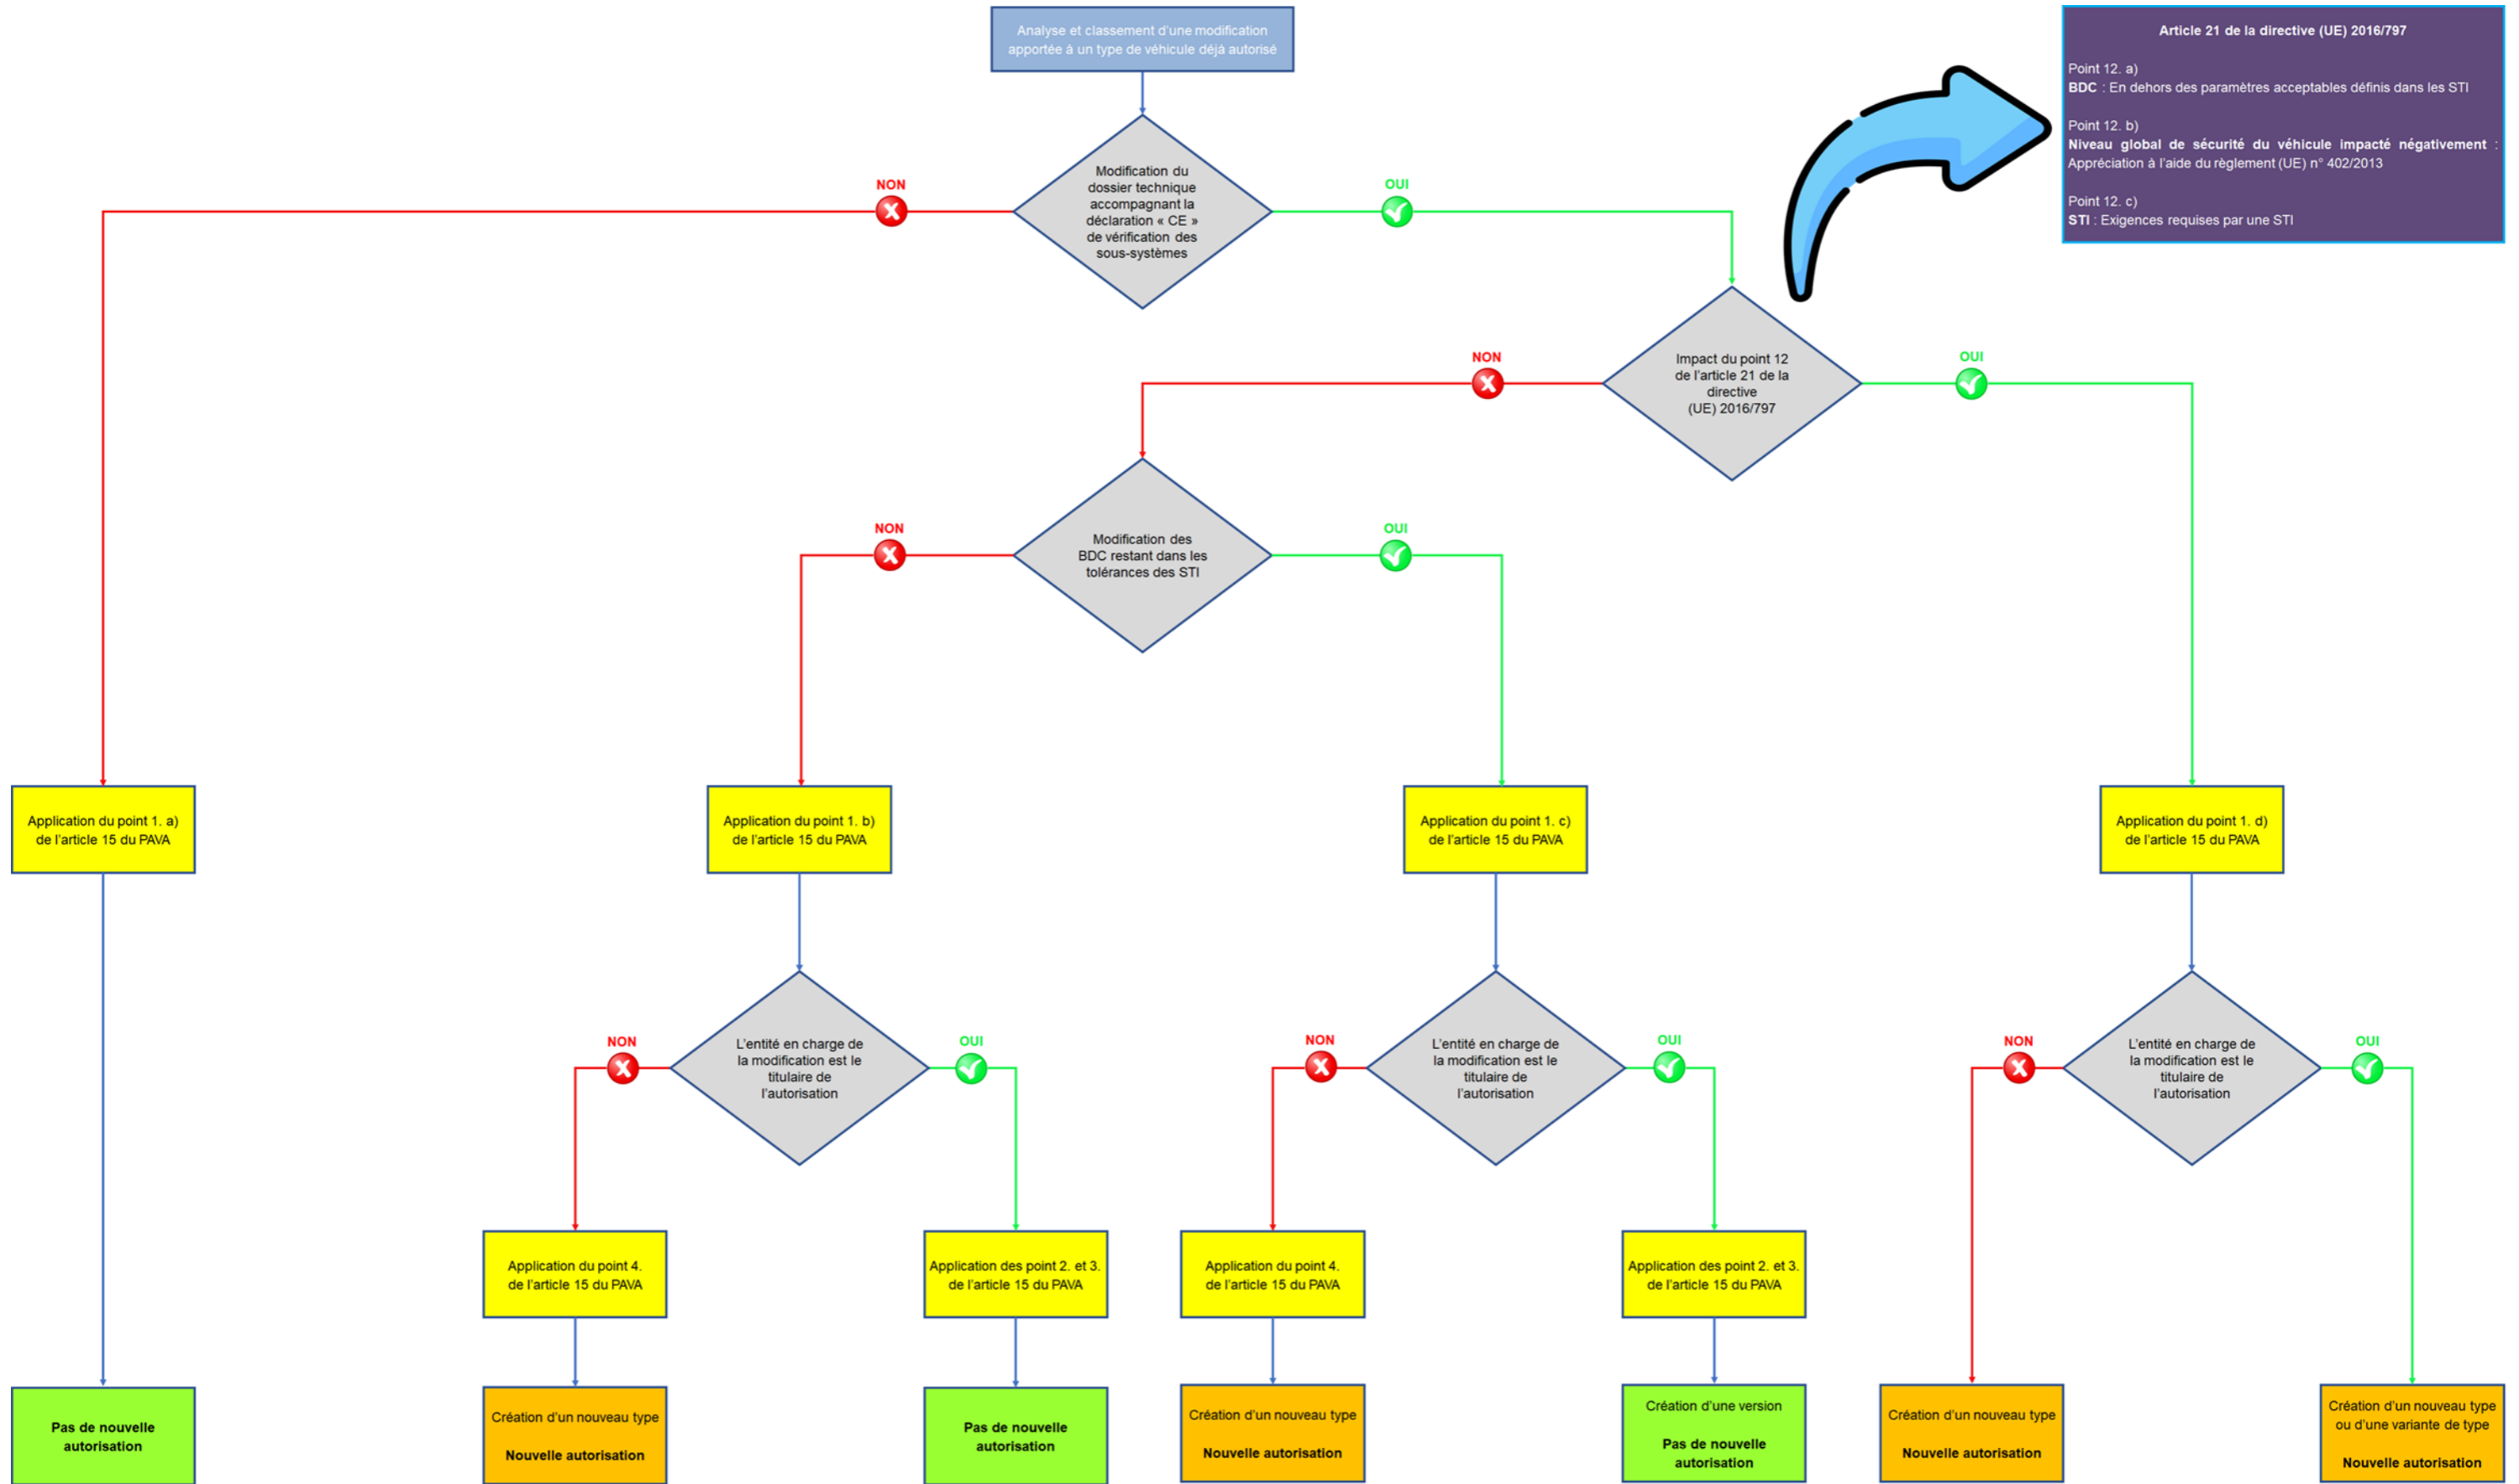 Analyse et classement d'une modification
apportée à un type de véhicule déjà autorisé
Article 21 de la directive (UE) 2016/797
Point 12. a)
BDC : En dehors des paramètres acceptables définis dans les STI
Point 12. b)
Niveau global de sécurité du véhicule impacté négativement :
Appréciation à l'aide du règlement (UE) n° 402/2013
Point 12. c)
STI : Exigences requises par une STI
Modification du
dossier technique
accompagnant la
déclaration « CE »
de vérification des
sous-systèmes
NON
OUI
Impact du point 12
de l'article 21 de la
directive
(UE) 2016/797
NON
OUI
Modification des
BDC restant dans les
tolérances des STI
NON
OUI
Application du point 1. a)
de l'article 15 du PAVA
Application du point 1. b)
de l'article 15 du PAVA
Application du point 1. c)
de l'article 15 du PAVA
Application du point 1. d)
de l'article 15 du PAVA
L'entité en charge de
la modification est le
titulaire de
l'autorisation
NON
OUI
L'entité en charge de
la modification est le
titulaire de
l'autorisation
NON
OUI
L'entité en charge de
la modification est le
titulaire de
l'autorisation
NON
OUI
Application du point 4.
de l'article 15 du PAVA
Application des point 2. et 3.
de l'article 15 du PAVA
Application du point 4.
de l'article 15 du PAVA
Application des point 2. et 3.
de l'article 15 du PAVA
Pas de nouvelle
autorisation
Création d'un nouveau type
Nouvelle autorisation
Pas de nouvelle
autorisation
Création d'un nouveau type
Nouvelle autorisation
Création d'une version
Pas de nouvelle
autorisation
Création d'un nouveau type
Nouvelle autorisation
Création d'un nouveau type
ou d'une variante de type
Nouvelle autorisation